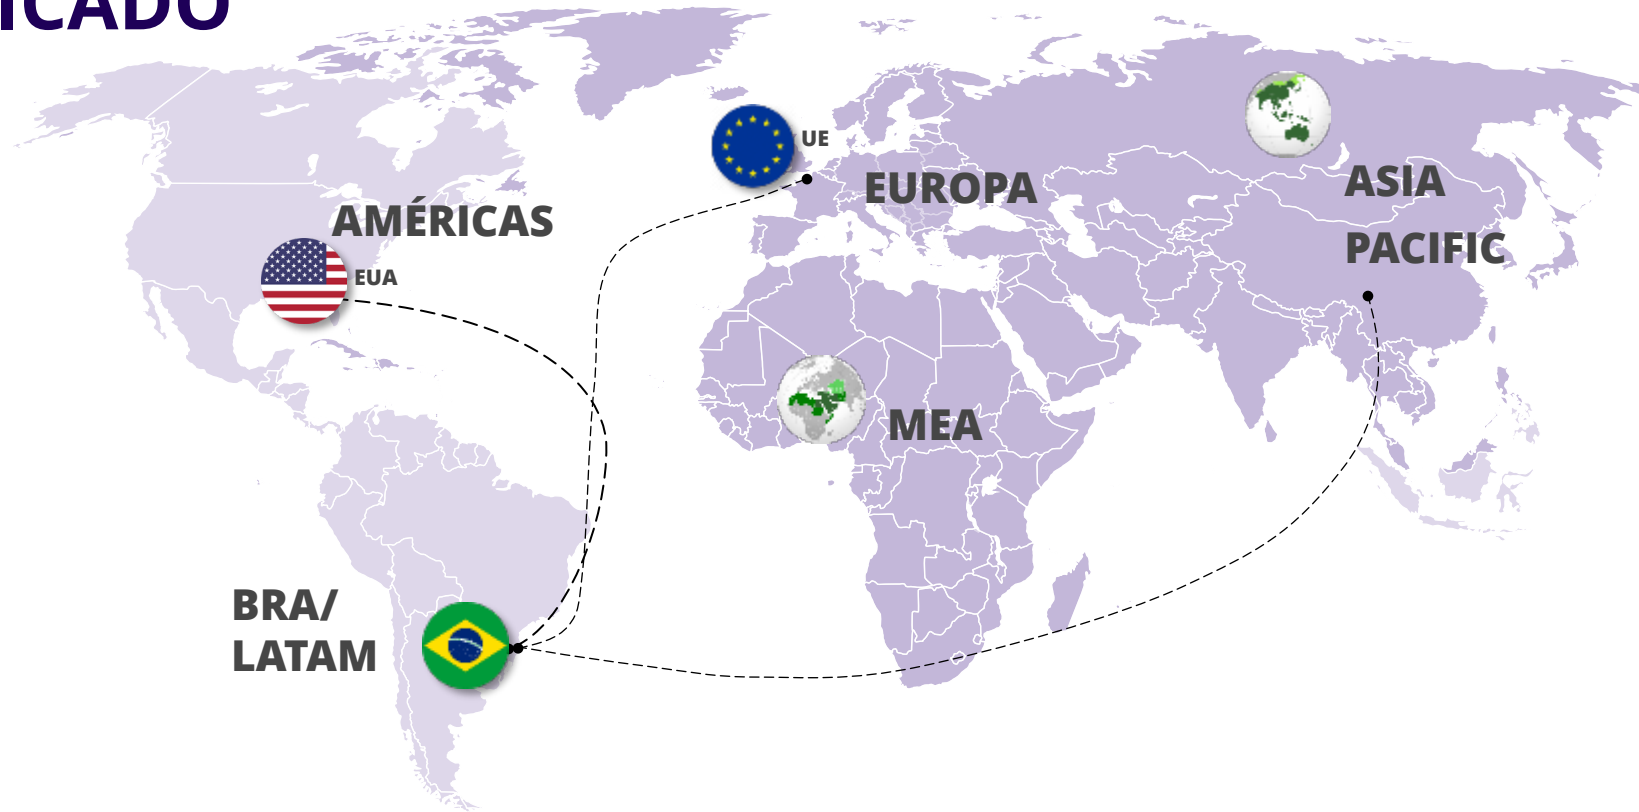 ICADO
UE
EUROPA
ASIA
PACIFIC
AMÉRICAS
EUA
MEA
BRA/
LATAM